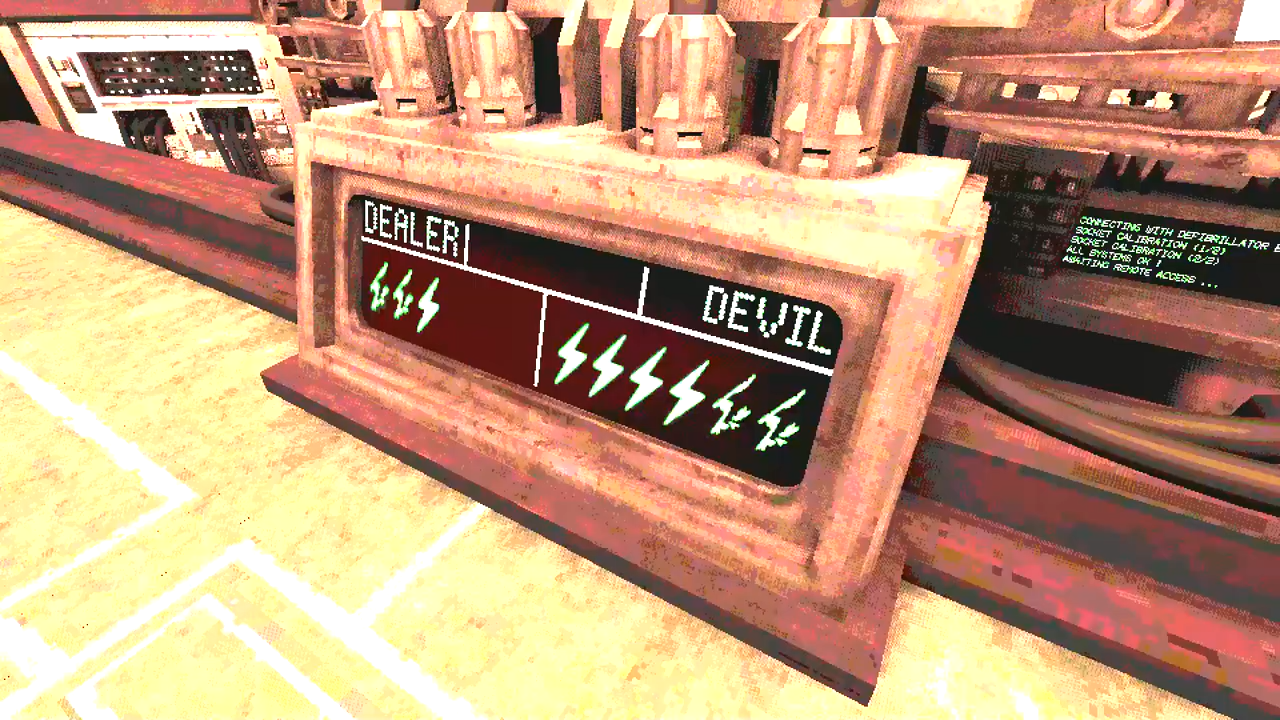 DEALER
DEVIL
CONNECTING WITH DEFIBRILLATOR
SOCKET CALIBRATION (1/2)
SOCKET CALIBRATION (2/2)
ALL SYSTEMS OK !
AWAITING REMOTE ACCESS ...